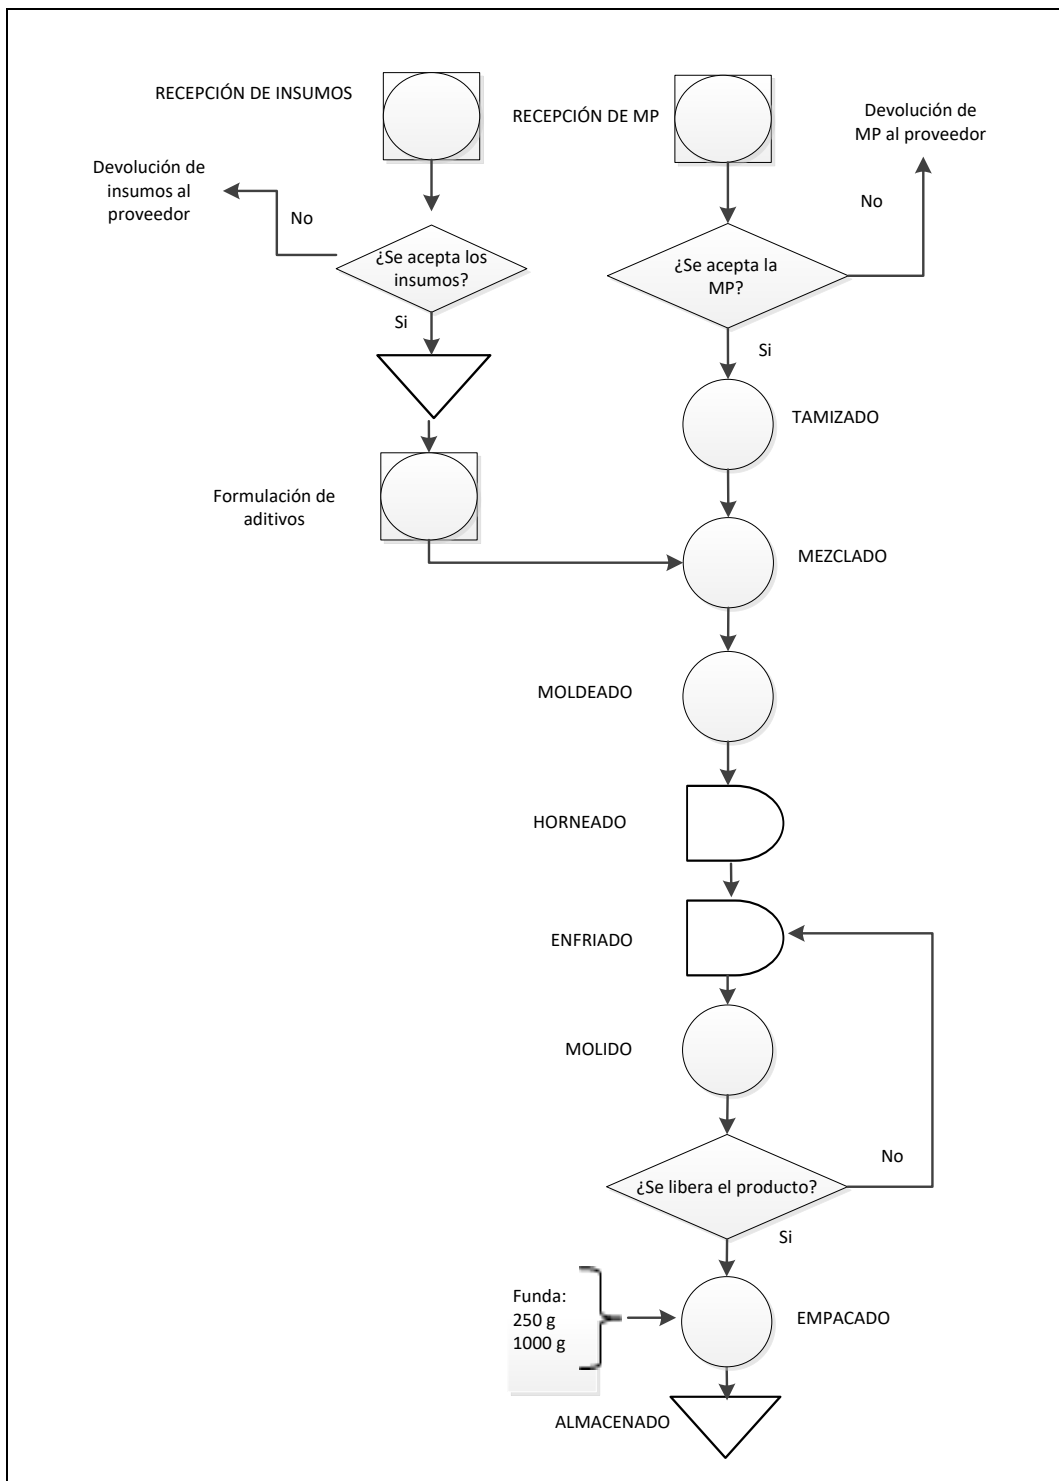 RECEPCIÓN DE INSUMOS
RECEPCIÓN DE MP
Devolución de
MP al proveedor
Devolución de
insumos al
proveedor
No
No
¿Se acepta los
insumos?
¿Se acepta la
MP?
Si
Si
TAMIZADO
Formulación de
aditivos
MEZCLADO
MOLDEADO
HORNEADO
ENFRIADO
MOLIDO
No
¿Se libera el producto?
Si
Funda:
250 g
1000 g
EMPACADO
ALMACENADO